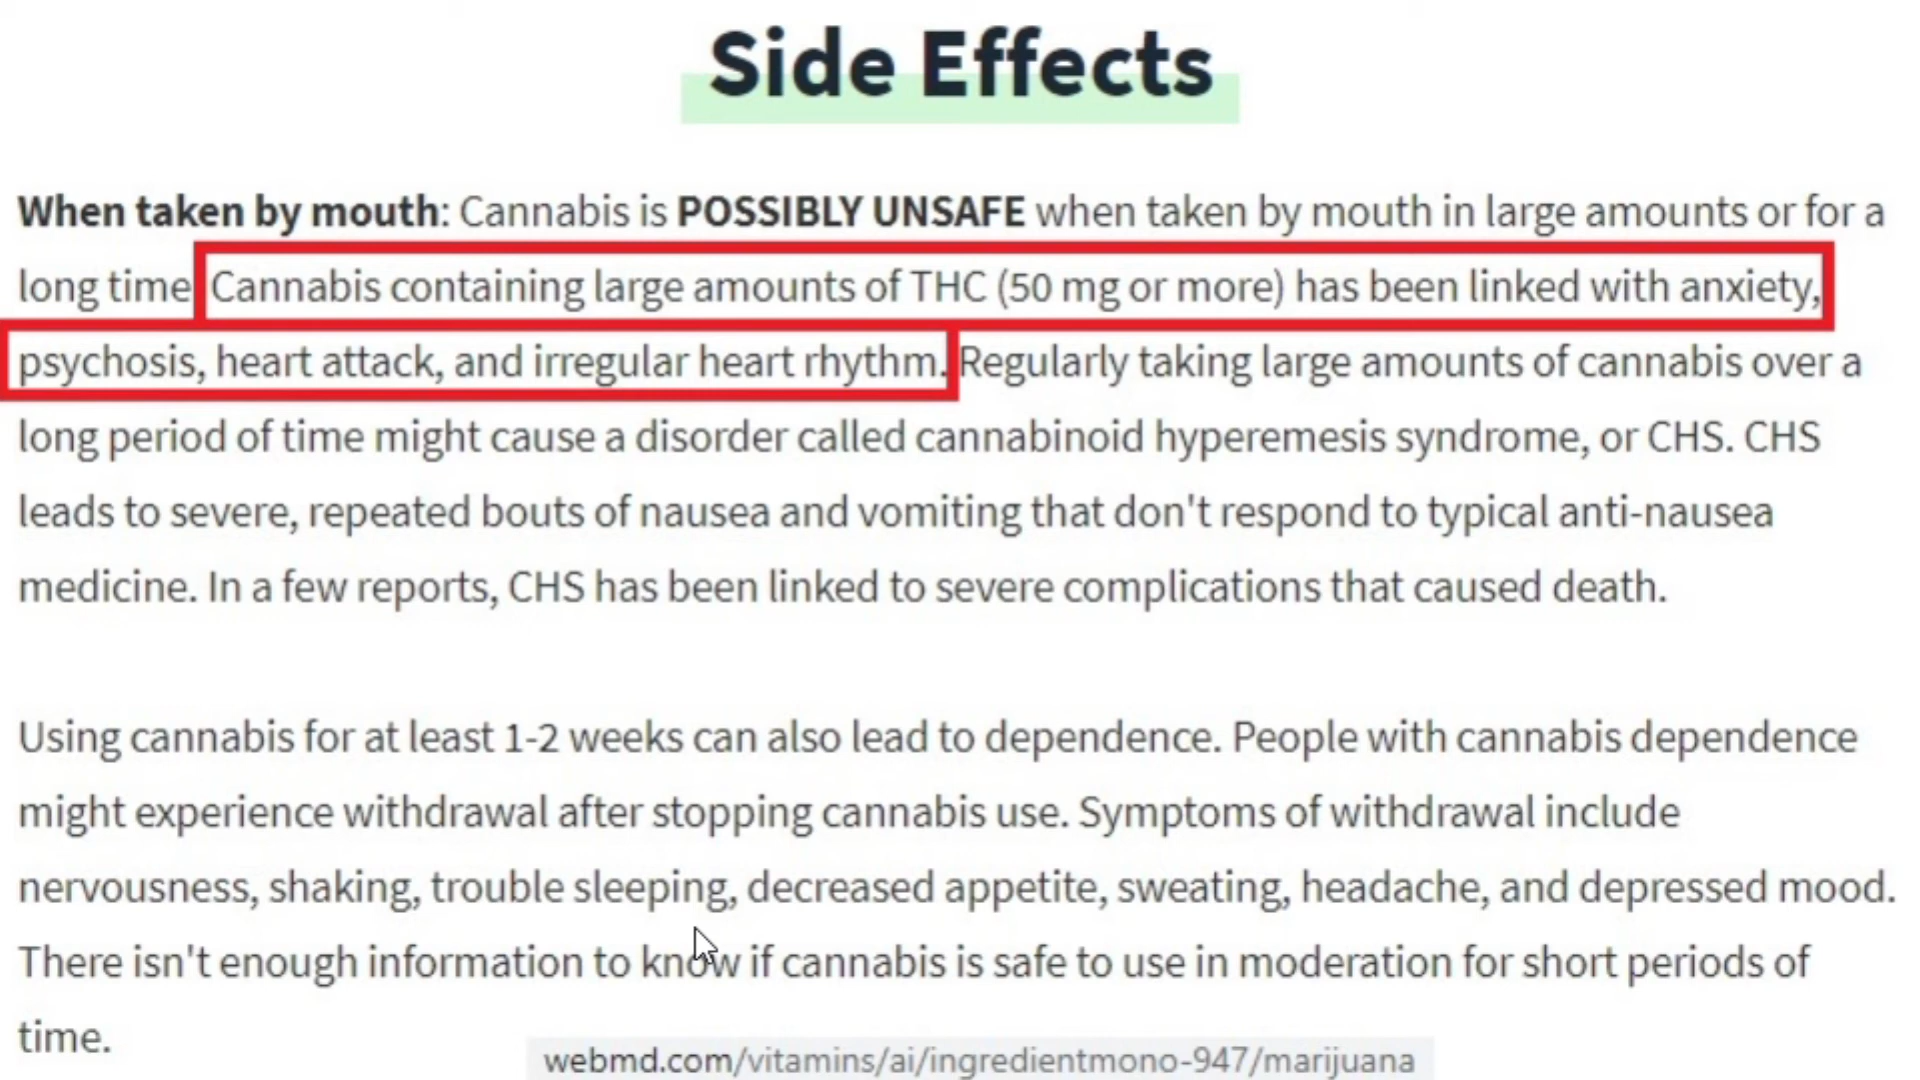 Side Effects
When taken by mouth: Cannabis is POSSIBLY UNSAFE when taken by mouth in large amounts or for a
long time Cannabis containing large amounts of THC (50 mg or more) has been linked with anxiety,
psychosis, heart attack, and irregular heart rhythm. Regularly taking large amounts of cannabis over a
long period of time might cause a disorder called cannabinoid hyperemesis syndrome, or CHS. CHS
leads to severe, repeated bouts of nausea and vomiting that don't respond to typical anti-nausea
medicine. In a few reports, CHS has been linked to severe complications that caused death.
Using cannabis for at least 1-2 weeks can also lead to dependence. People with cannabis dependence
might experience withdrawal after stopping cannabis use. Symptoms of withdrawal include
nervousness, shaking, trouble sleeping, decreased appetite, sweating, headache, and depressed mood.
There isn't enough information to know if cannabis is safe to use in moderation for short periods of
time.
webmd.com/vitamins/ai/ingredientmono-947/marijuana